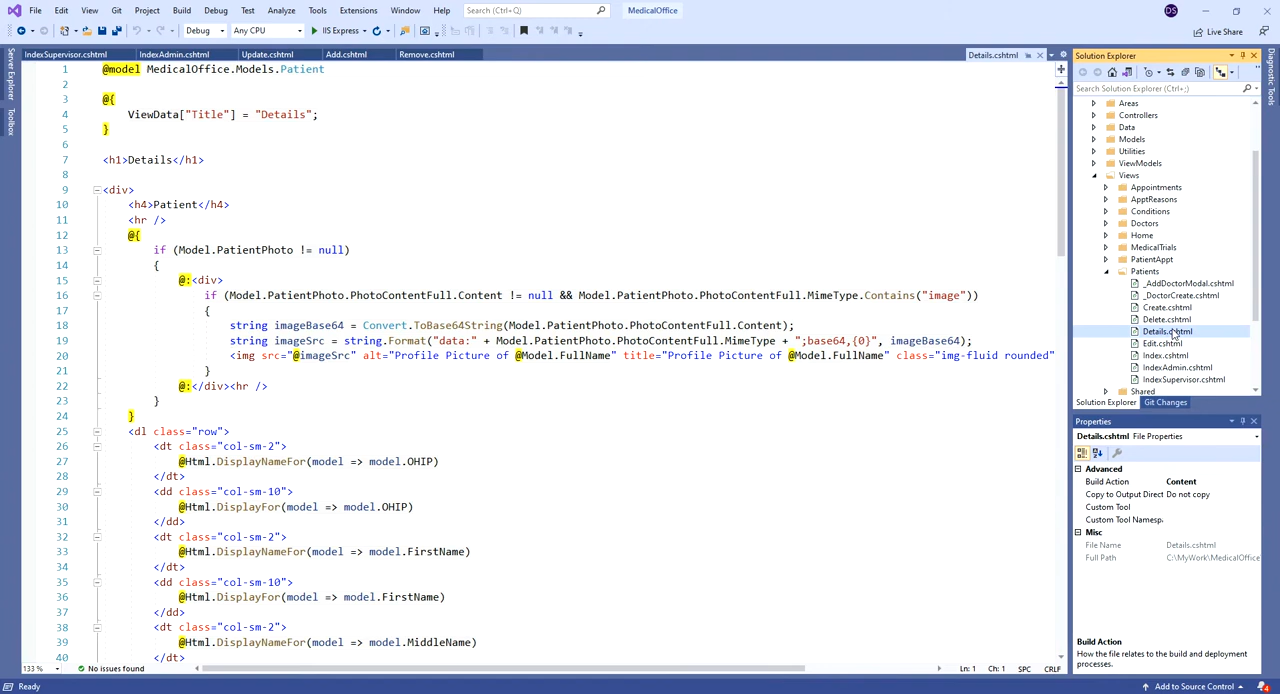 File Edit View Git Project Build Debug Test Analyze Tools Extensions Window Help Search (Ctrl+Q) MedicalOffice DS
Debug Any CPU IIS Express Live Share
IndexSupervisor.cshtml IndexAdmin.cshtml Update.cshtml Add.cshtml Remove.cshtml Details.cshtml
Server Explorer
Toolbox
1 @model MedicalOffice.Models.Patient
2
3 @{
4 ViewData["Title"] = "Details";
5 }
6
7 <h1>Details</h1>
8
9 <div>
10 <h4>Patient</h4>
11 <hr />
12 @{
13 if (Model.PatientPhoto != null)
14 {
15 @:<div>
16 if (Model.PatientPhoto.PhotoContentFull.Content != null && Model.PatientPhoto.PhotoContentFull.MimeType.Contains("image"))
17 {
18 string imageBase64 = Convert.ToBase64String(Model.PatientPhoto.PhotoContentFull.Content);
19 string imageSrc = string.Format("data:" + Model.PatientPhoto.PhotoContentFull.MimeType + ";base64,{0}", imageBase64);
20 <img src="@imageSrc" alt="Profile Picture of @Model.FullName" title="Profile Picture of @Model.FullName" class="img-fluid rounded"
21 }
22 @:</div><hr />
23 }
24 }
25 <dl class="row">
26 <dt class="col-sm-2">
27 @Html.DisplayNameFor(model => model.OHIP)
28 </dt>
29 <dd class="col-sm-10">
30 @Html.DisplayFor(model => model.OHIP)
31 </dd>
32 <dt class="col-sm-2">
33 @Html.DisplayNameFor(model => model.FirstName)
34 </dt>
35 <dd class="col-sm-10">
36 @Html.DisplayFor(model => model.FirstName)
37 </dd>
38 <dt class="col-sm-2">
39 @Html.DisplayNameFor(model => model.MiddleName)
40 </dt>
133 % No issues found Ln: 1 Ch: 1 SPC CRLF
Solution Explorer
Search Solution Explorer (Ctrl+;)
Areas
Controllers
Data
Models
Utilities
ViewModels
Views
Appointments
ApptReasons
Conditions
Doctors
Home
MedicalTrials
PatientAppt
Patients
_AddDoctorModal.cshtml
_DoctorCreate.cshtml
Create.cshtml
Delete.cshtml
Details.cshtml
Edit.cshtml
Index.cshtml
IndexAdmin.cshtml
IndexSupervisor.cshtml
Shared
Solution Explorer Git Changes
Properties
Details.cshtml File Properties
Advanced
Build Action Content
Copy to Output Direct Do not copy
Custom Tool
Custom Tool Namesp
Misc
File Name Details.cshtml
Full Path C:\MyWork\MedicalOffice
Build Action
How the file relates to the build and deployment
processes.
Diagnostic Tools
Ready Add to Source Control 4